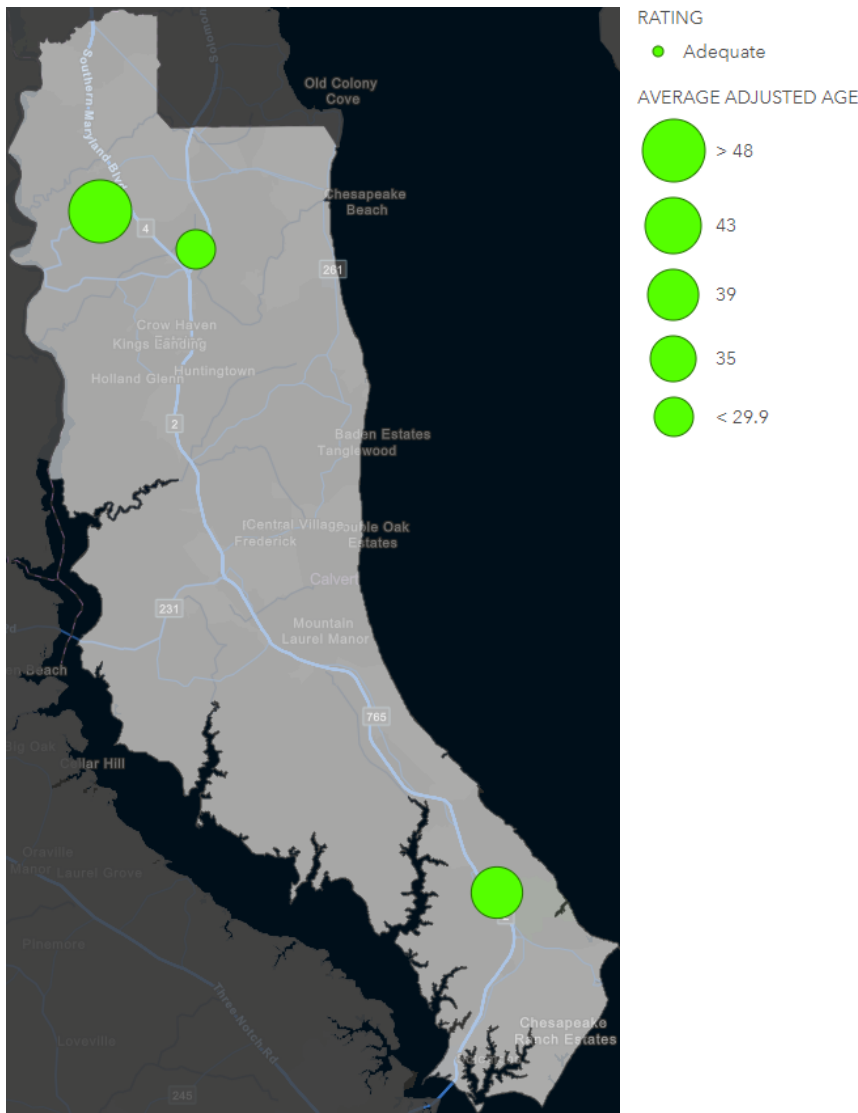 RATING
Adequate
AVERAGE ADJUSTED AGE
> 48
43
39
35
< 29.9
Southern-Maryland-Blvd
Solomon
Old Colony
Cove
Chesapeake
Beach
4
261
Crow Haven
Kings Landing
Huntingtown
Holland Glenn
2
Baden Estates
Tanglewood
Central Village
Double Oak
Frederick
Estates
Calvert
231
Mountain
Laurel Manor
en Beach
765
Big Oak
Cellar Hill
Oraville
Manor
Laurel Grove
Pinemore
Three-Notch-Rd
Loveville
Chesapeake
Ranch Estates
245